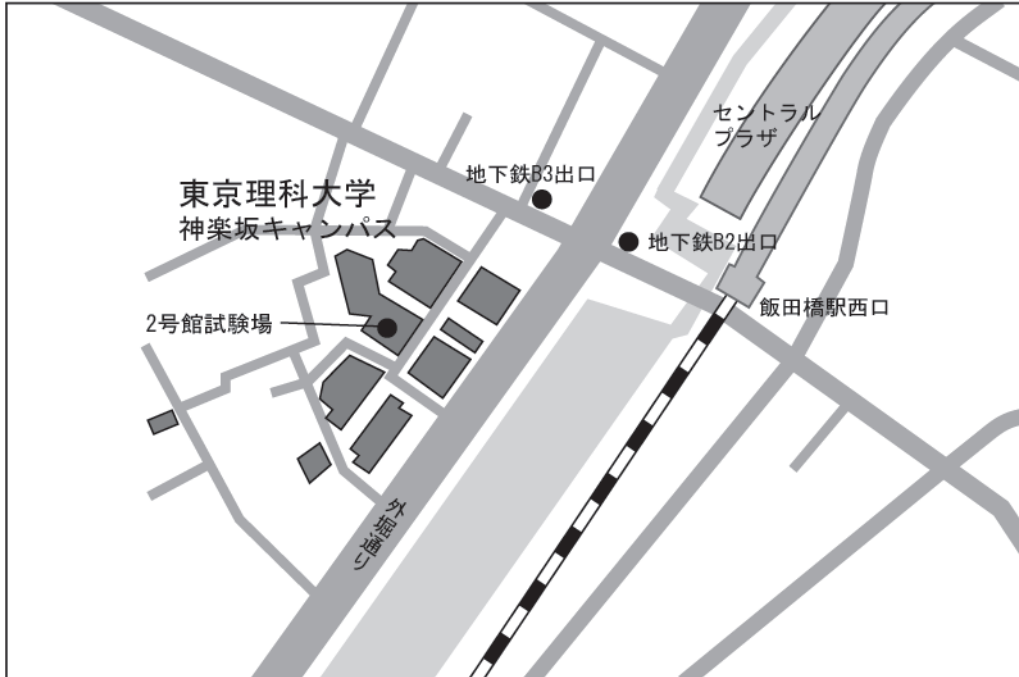 セントラル
プラザ
地下鉄B3出口
東京理科大学
神楽坂キャンパス
地下鉄B2出口
飯田橋駅西口
2号館試験場
外堀通り